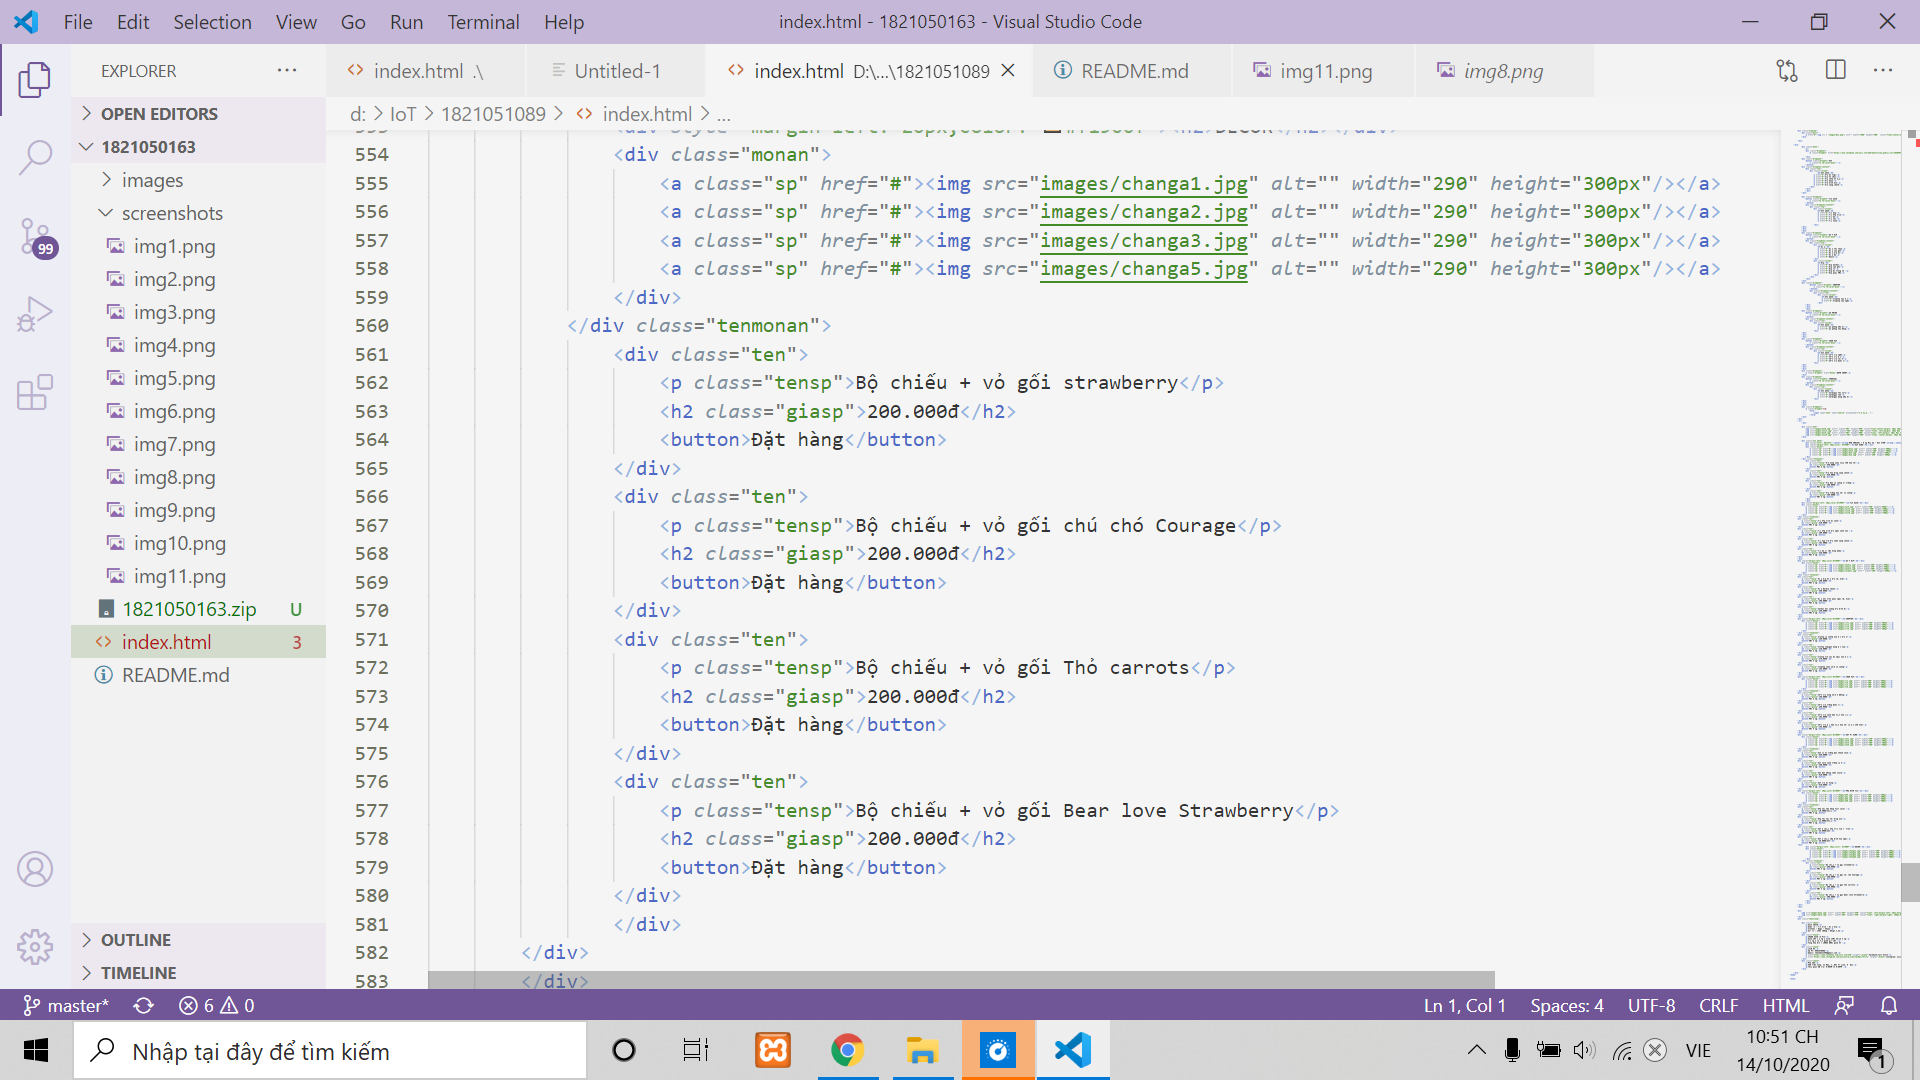 File Edit Selection View Go Run Terminal Help
index.html - 1821050163 - Visual Studio Code
EXPLORER
index.html .\
Untitled-1
index.html D:\...\1821051089
README.md
img11.png
img8.png
d: > IoT > 1821051089 > index.html > ...
OPEN EDITORS
1821050163
images
screenshots
img1.png
img2.png
img3.png
img4.png
img5.png
img6.png
img7.png
img8.png
img9.png
img10.png
img11.png
1821050163.zip U
index.html 3
README.md
OUTLINE
TIMELINE
554 <div class="monan">
555 <a class="sp" href="#"><img src="images/changa1.jpg" alt="" width="290" height="300px"/></a>
556 <a class="sp" href="#"><img src="images/changa2.jpg" alt="" width="290" height="300px"/></a>
557 <a class="sp" href="#"><img src="images/changa3.jpg" alt="" width="290" height="300px"/></a>
558 <a class="sp" href="#"><img src="images/changa5.jpg" alt="" width="290" height="300px"/></a>
559 </div>
560 </div class="tenmonan">
561 <div class="ten">
562 <p class="tensp">Bộ chiếu + vỏ gối strawberry</p>
563 <h2 class="giasp">200.000đ</h2>
564 <button>Đặt hàng</button>
565 </div>
566 <div class="ten">
567 <p class="tensp">Bộ chiếu + vỏ gối chú chó Courage</p>
568 <h2 class="giasp">200.000đ</h2>
569 <button>Đặt hàng</button>
570 </div>
571 <div class="ten">
572 <p class="tensp">Bộ chiếu + vỏ gối Thỏ carrots</p>
573 <h2 class="giasp">200.000đ</h2>
574 <button>Đặt hàng</button>
575 </div>
576 <div class="ten">
577 <p class="tensp">Bộ chiếu + vỏ gối Bear love Strawberry</p>
578 <h2 class="giasp">200.000đ</h2>
579 <button>Đặt hàng</button>
580 </div>
581 </div>
582 </div>
583 </div>
99
master* 6 0
Ln 1, Col 1 Spaces: 4 UTF-8 CRLF HTML
Nhập tại đây để tìm kiếm
VIE
10:51 CH
14/10/2020
1